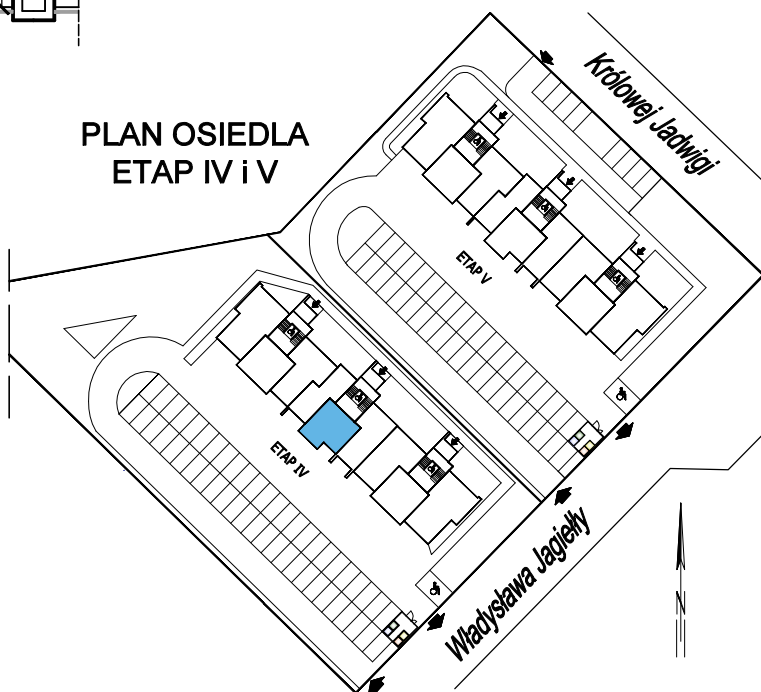 PLAN OSIEDLA
ETAP IV i V
Królowej Jadwigi
ETAP V
ETAP IV
Władysława Jagiełły
N